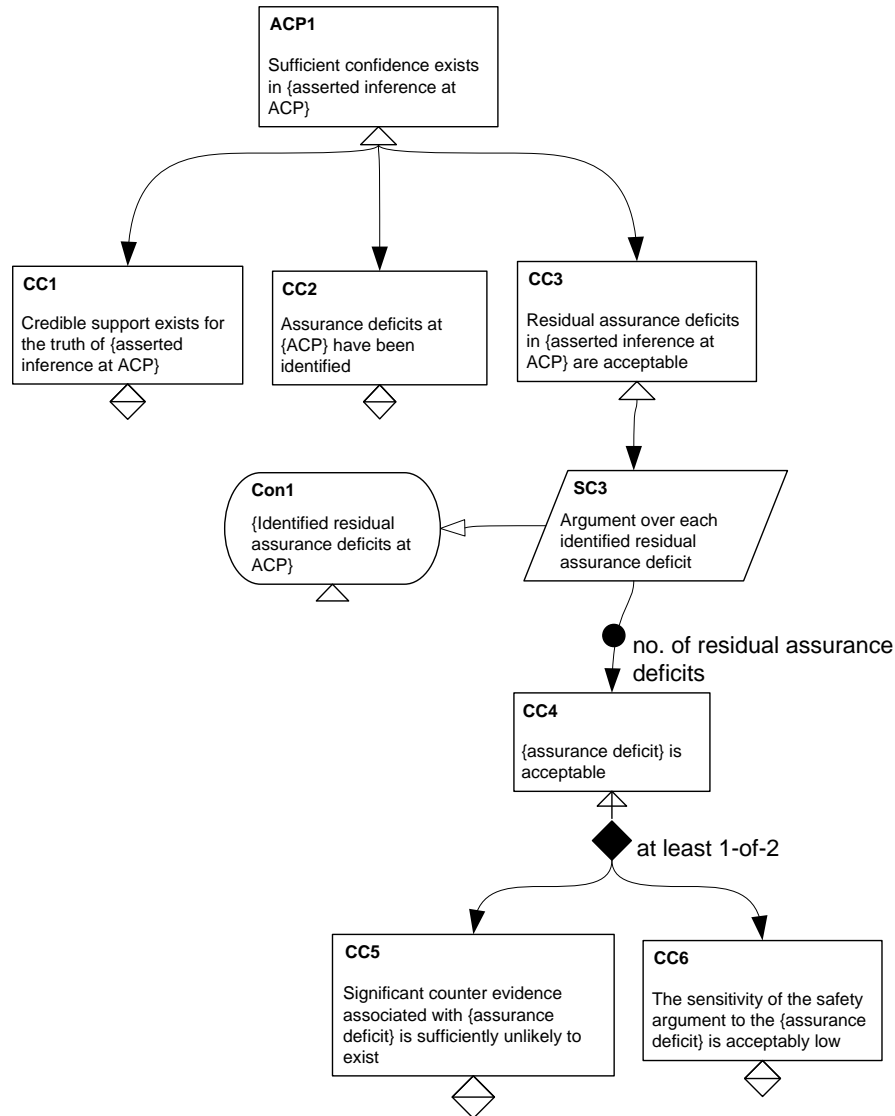 ACP1
Sufficient confidence exists
in {asserted inference at
ACP}
CC1
Credible support exists for
the truth of {asserted
inference at ACP}
CC2
Assurance deficits at
{ACP} have been
identified
CC3
Residual assurance deficits
in {asserted inference at
ACP} are acceptable
Con1
{Identified residual
assurance deficits at
ACP}
SC3
Argument over each
identified residual
assurance deficit
no. of residual assurance
deficits
CC4
{assurance deficit} is
acceptable
at least 1-of-2
CC5
Significant counter evidence
associated with {assurance
deficit} is sufficiently unlikely to
exist
CC6
The sensitivity of the safety
argument to the {assurance
deficit} is acceptably low